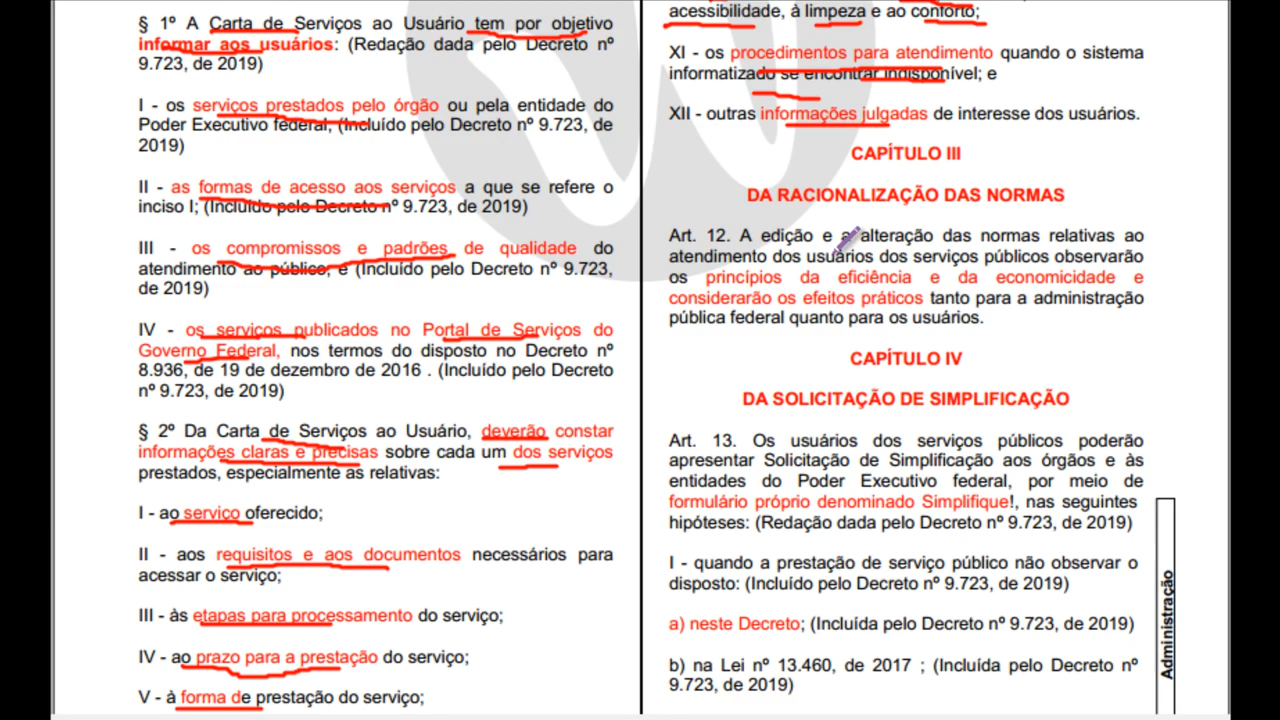 § 1º A Carta de Serviços ao Usuário tem por objetivo
informar aos usuários: (Redação dada pelo Decreto nº
9.723, de 2019)
I - os serviços prestados pelo órgão ou pela entidade do
Poder Executivo federal; (Incluído pelo Decreto nº 9.723, de
2019)
II - as formas de acesso aos serviços a que se refere o
inciso I; (Incluído pelo Decreto nº 9.723, de 2019)
III - os compromissos e padrões de qualidade do
atendimento ao público; e (Incluído pelo Decreto nº 9.723,
de 2019)
IV - os serviços publicados no Portal de Serviços do
Governo Federal, nos termos do disposto no Decreto nº
8.936, de 19 de dezembro de 2016 . (Incluído pelo Decreto
nº 9.723, de 2019)
§ 2º Da Carta de Serviços ao Usuário, deverão constar
informações claras e precisas sobre cada um dos serviços
prestados, especialmente as relativas:
I - ao serviço oferecido;
II - aos requisitos e aos documentos necessários para
acessar o serviço;
III - às etapas para processamento do serviço;
IV - ao prazo para a prestação do serviço;
V - à forma de prestação do serviço;
acessibilidade, à limpeza e ao conforto;
XI - os procedimentos para atendimento quando o sistema
informatizado se encontrar indisponível; e
XII - outras informações julgadas de interesse dos usuários.
CAPÍTULO III
DA RACIONALIZAÇÃO DAS NORMAS
Art. 12. A edição e a alteração das normas relativas ao
atendimento dos usuários dos serviços públicos observarão
os princípios da eficiência e da economicidade e
considerarão os efeitos práticos tanto para a administração
pública federal quanto para os usuários.
CAPÍTULO IV
DA SOLICITAÇÃO DE SIMPLIFICAÇÃO
Art. 13. Os usuários dos serviços públicos poderão
apresentar Solicitação de Simplificação aos órgãos e às
entidades do Poder Executivo federal, por meio de
formulário próprio denominado Simplifique!, nas seguintes
hipóteses: (Redação dada pelo Decreto nº 9.723, de 2019)
I - quando a prestação de serviço público não observar o
disposto: (Incluído pelo Decreto nº 9.723, de 2019)
a) neste Decreto; (Incluída pelo Decreto nº 9.723, de 2019)
b) na Lei nº 13.460, de 2017 ; (Incluída pelo Decreto nº
9.723, de 2019)
Administração